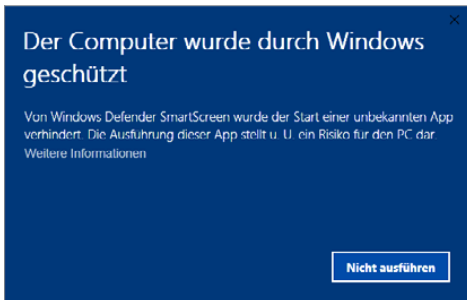 Der Computer wurde durch Windows
geschützt
Von Windows Defender SmartScreen wurde der Start einer unbekannten App
verhindert. Die Ausführung dieser App stellt u. U. ein Risiko für den PC dar.
Weitere Informationen
Nicht ausführen